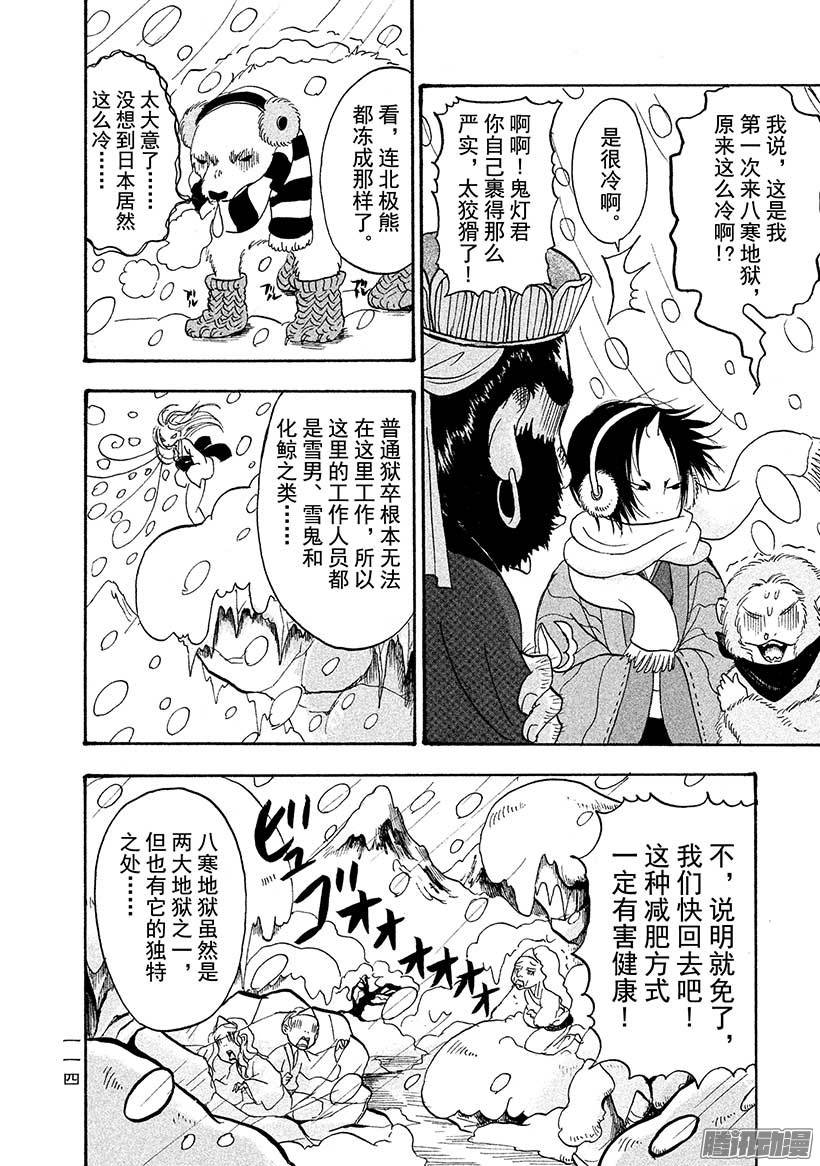 我说，这是我
第一次来八寒地狱，
原来这么冷啊！？
是很冷啊。
啊啊！鬼灯君
你自己裹得那么
严实，太狡猾了！
看，连北极熊
都冻成那样了。
太大意了……
没想到日本居然
这么冷……
普通狱卒根本无法
在这里工作，所以
这里的工作人员都
是雪男、雪鬼和
化鲸之类……
不，说明就免了，
我们快回去吧！
这种减肥方式
一定有害健康！
ビュゴォォォォ
八寒地狱虽然是
两大地狱之一，
但也有它的独特
之处……
一一四
腾讯动漫